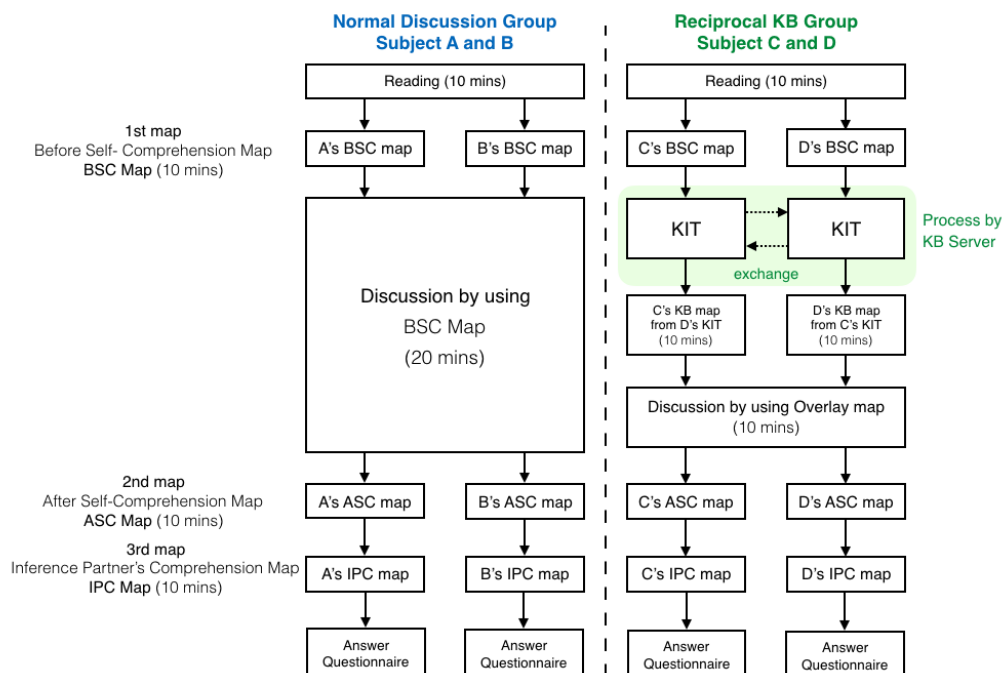 Normal Discussion Group
Subject A and B
Reciprocal KB Group
Subject C and D
Reading (10 mins)
Reading (10 mins)
1st map
Before Self- Comprehension Map
BSC Map (10 mins)
A's BSC map
B's BSC map
C's BSC map
D's BSC map
Discussion by using
BSC Map
(20 mins)
KIT
KIT
exchange
Process by
KB Server
C's KB map
from D's KIT
(10 mins)
D's KB map
from C's KIT
(10 mins)
Discussion by using Overlay map
(10 mins)
2nd map
After Self-Comprehension Map
ASC Map (10 mins)
A's ASC map
B's ASC map
C's ASC map
D's ASC map
3rd map
Inference Partner's Comprehension Map
IPC Map (10 mins)
A's IPC map
B's IPC map
C's IPC map
D's IPC map
Answer
Questionnaire
Answer
Questionnaire
Answer
Questionnaire
Answer
Questionnaire